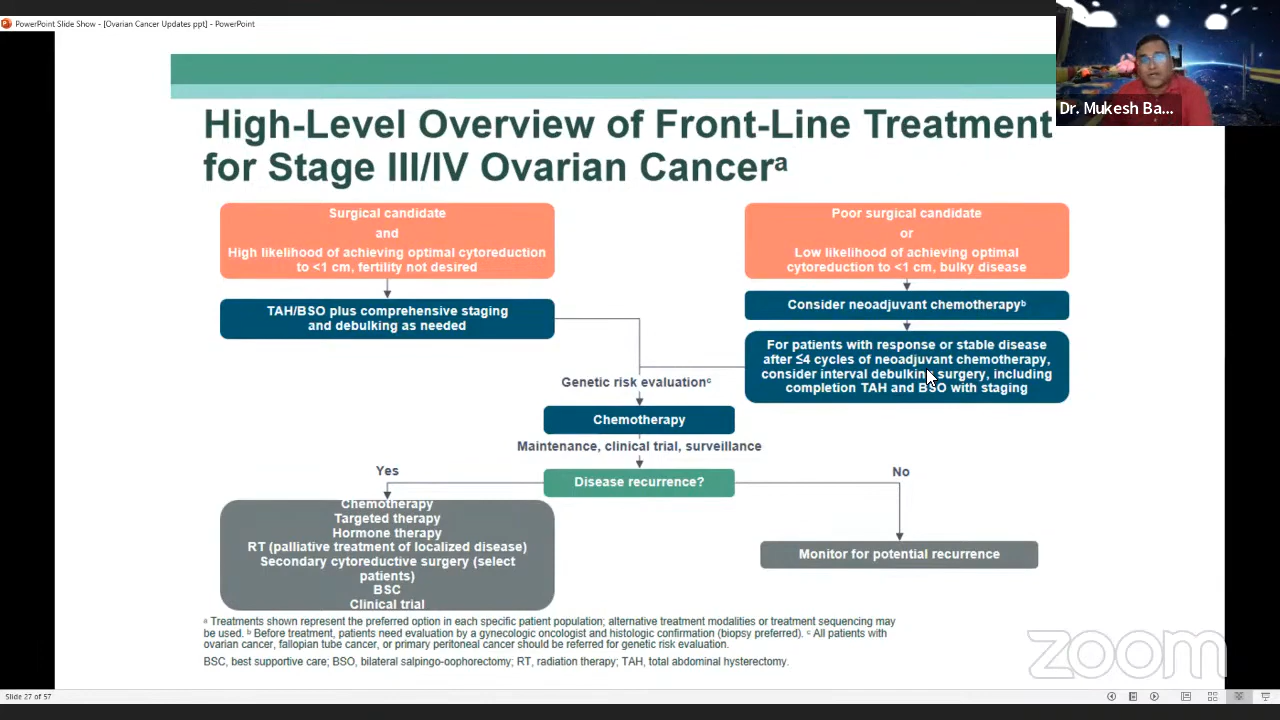 PowerPoint Slide Show - [Ovarian Cancer Updates ppt] - PowerPoint
Dr. Mukesh Ba...
High-Level Overview of Front-Line Treatment
for Stage III/IV Ovarian Cancerᵃ
Surgical candidate
and
High likelihood of achieving optimal cytoreduction
to <1 cm, fertility not desired
Poor surgical candidate
or
Low likelihood of achieving optimal
cytoreduction to <1 cm, bulky disease
TAH/BSO plus comprehensive staging
and debulking as needed
Consider neoadjuvant chemotherapyᵇ
For patients with response or stable disease
after ≤4 cycles of neoadjuvant chemotherapy,
consider interval debulking surgery, including
completion TAH and BSO with staging
Genetic risk evaluationᶜ
Chemotherapy
Maintenance, clinical trial, surveillance
Disease recurrence?
Yes
No
Chemotherapy
Targeted therapy
Hormone therapy
RT (palliative treatment of localized disease)
Secondary cytoreductive surgery (select
patients)
BSC
Clinical trial
Monitor for potential recurrence
ᵃ Treatments shown represent the preferred option in each specific patient population; alternative treatment modalities or treatment sequencing may
be used. ᵇ Before treatment, patients need evaluation by a gynecologic oncologist and histologic confirmation (biopsy preferred). ᶜ All patients with
ovarian cancer, fallopian tube cancer, or primary peritoneal cancer should be referred for genetic risk evaluation.
BSC, best supportive care; BSO, bilateral salpingo-oophorectomy; RT, radiation therapy; TAH, total abdominal hysterectomy.
zoom
Slide 27 of 57